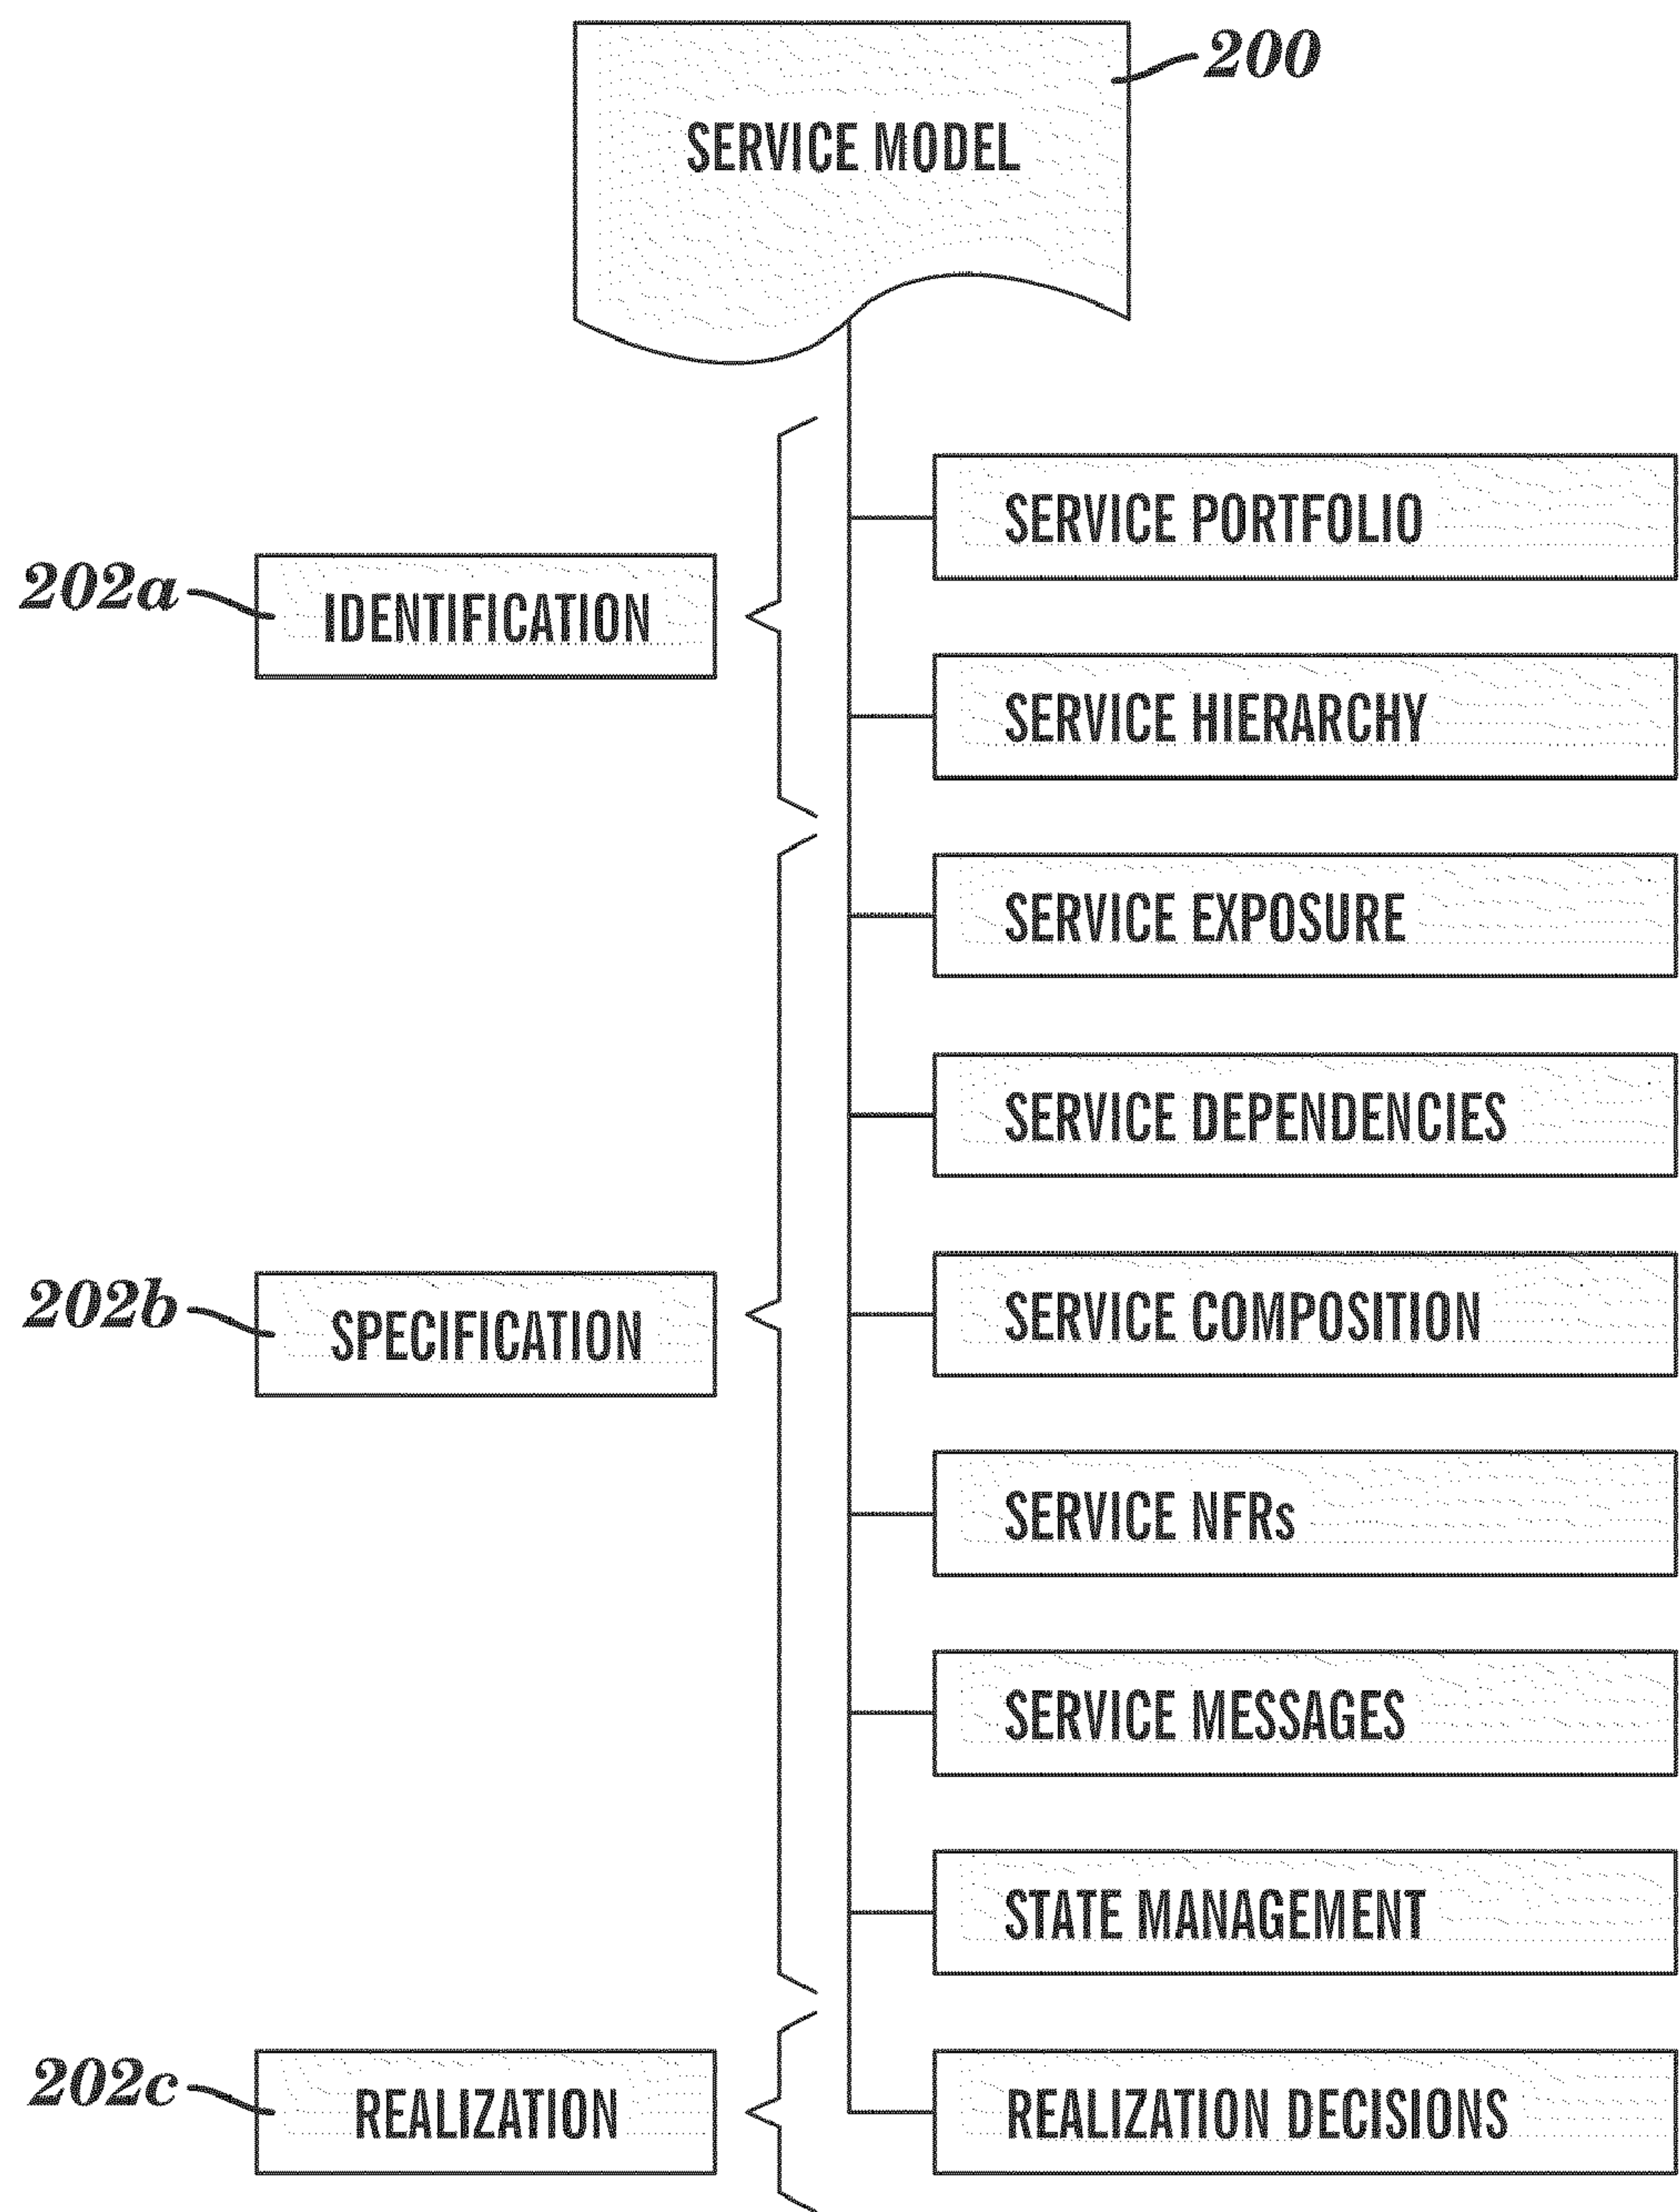 200
SERVICE MODEL
SERVICE PORTFOLIO
202a
IDENTIFICATION
SERVICE HIERARCHY
SERVICE EXPOSURE
SERVICE DEPENDENCIES
202b
SPECIFICATION
SERVICE COMPOSITION
SERVICE NFRs
SERVICE MESSAGES
STATE MANAGEMENT
202c
REALIZATION
REALIZATION DECISIONS